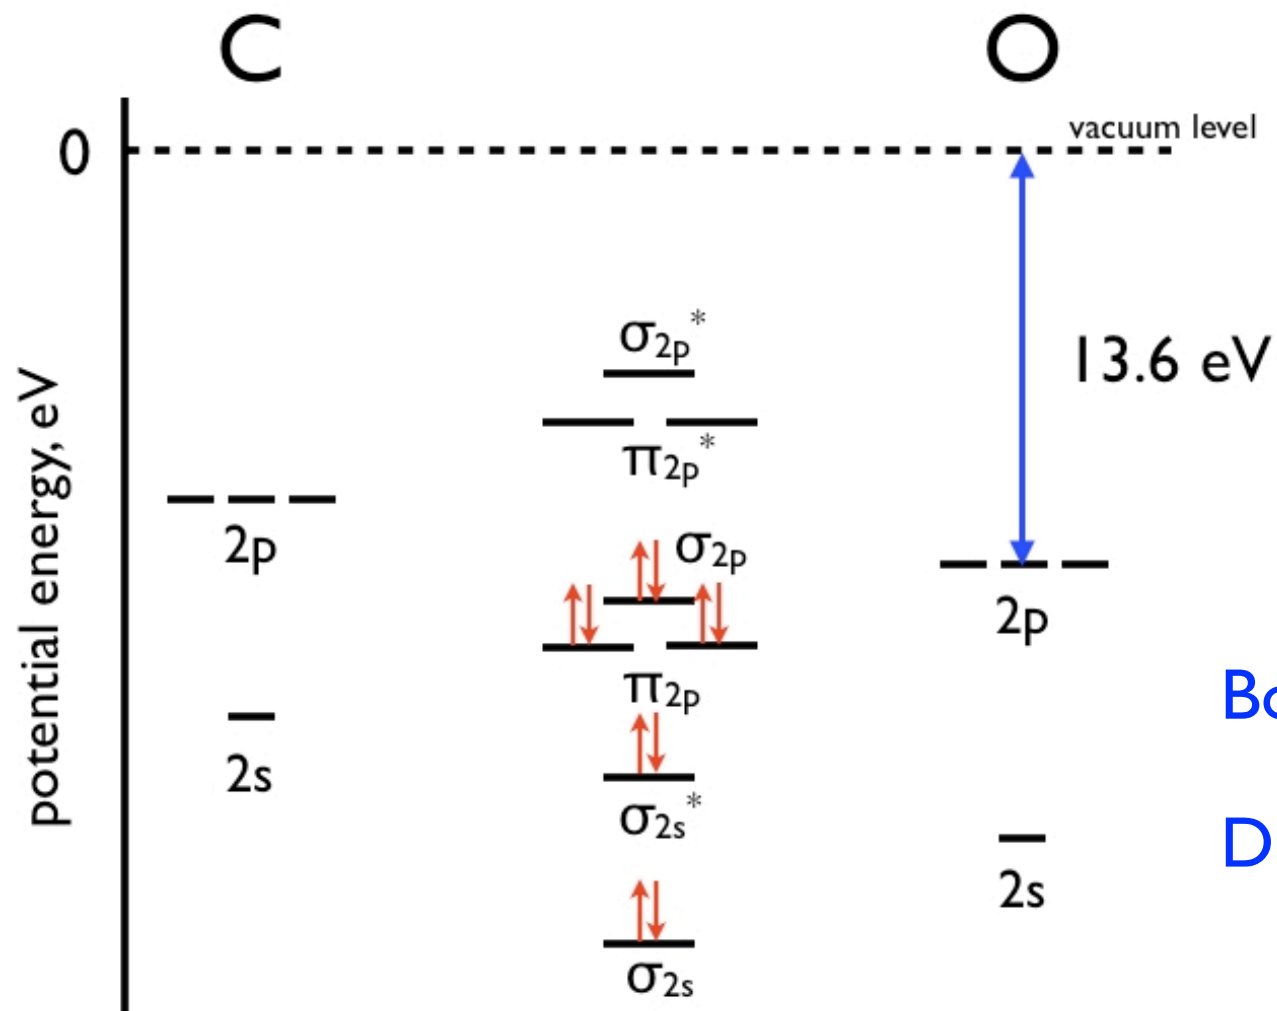 C
O
vacuum level
0
σ2p*
13.6 eV
π2p*
potential energy, eV
2p
σ2p
2p
π2p
2s
σ2s*
2s
σ2s